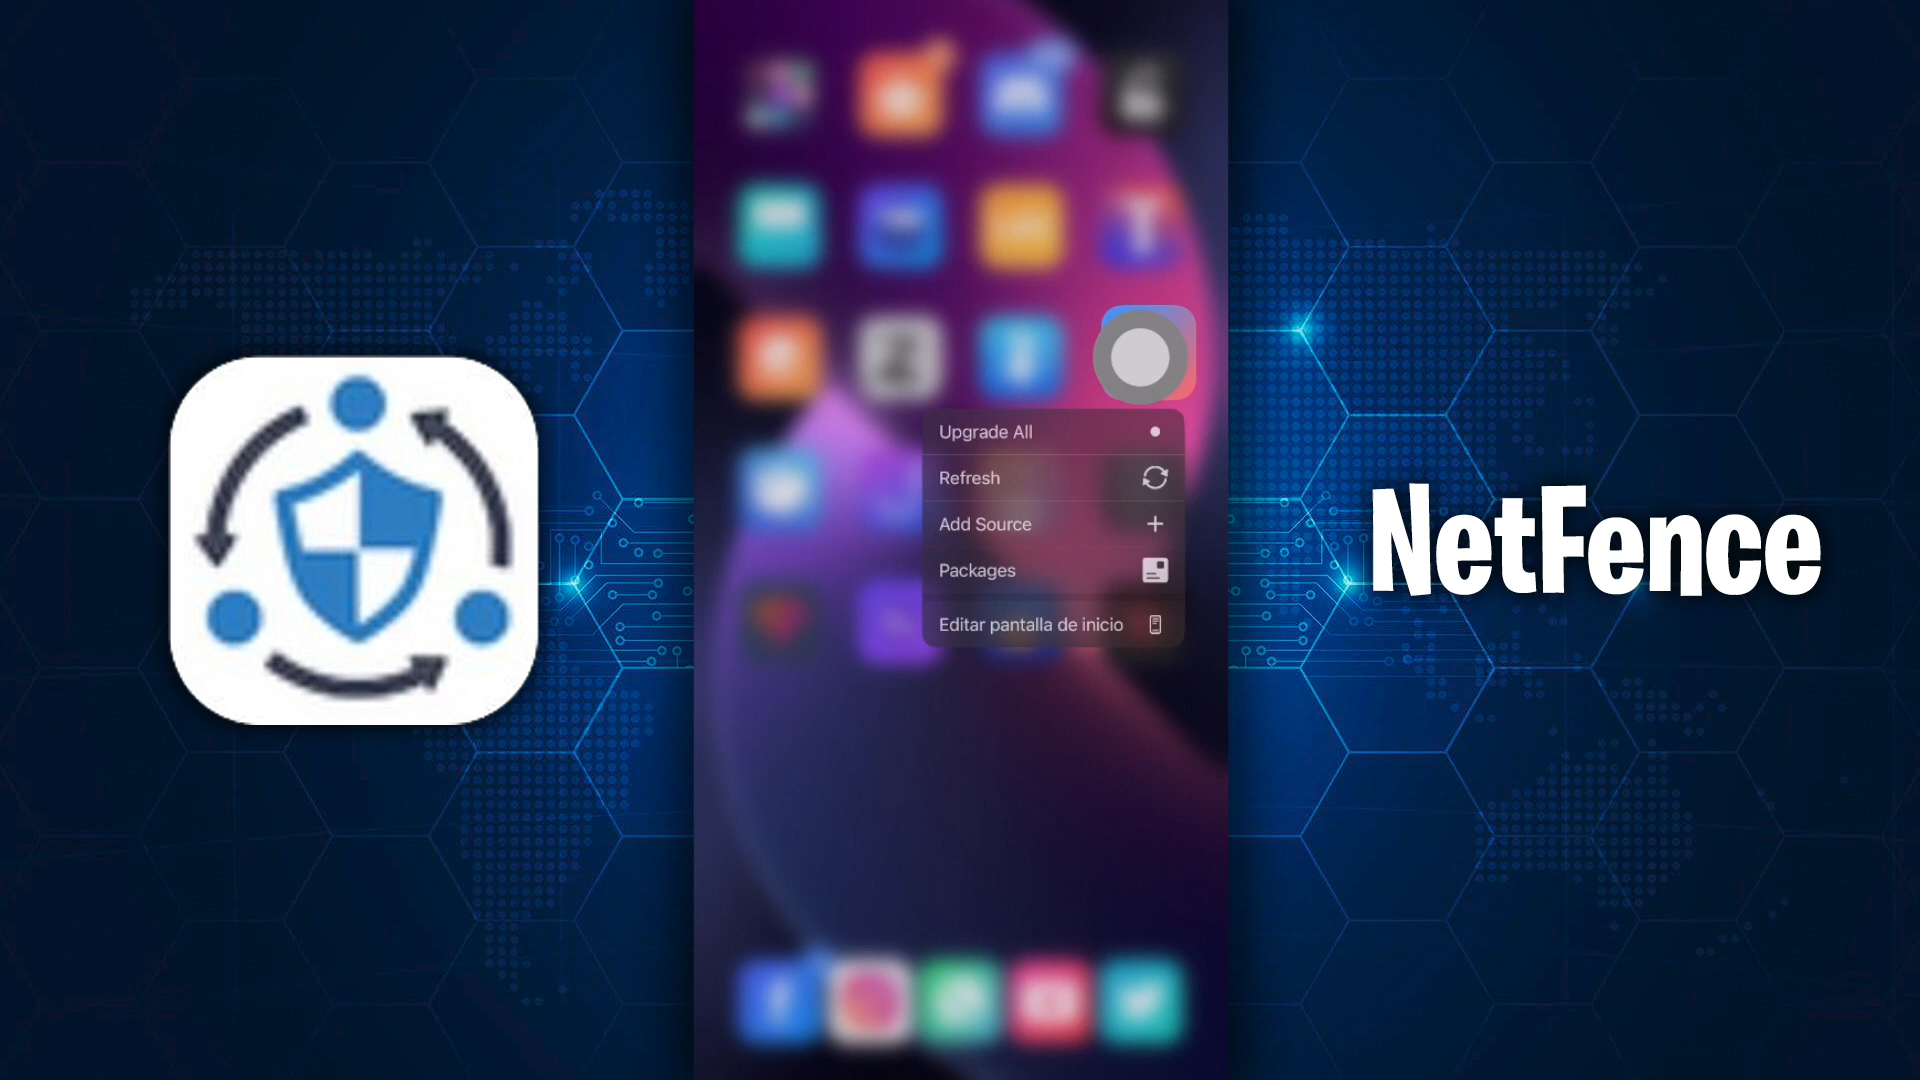 Upgrade All
Refresh
Add Source
Packages
Editar pantalla de inicio
NetFence